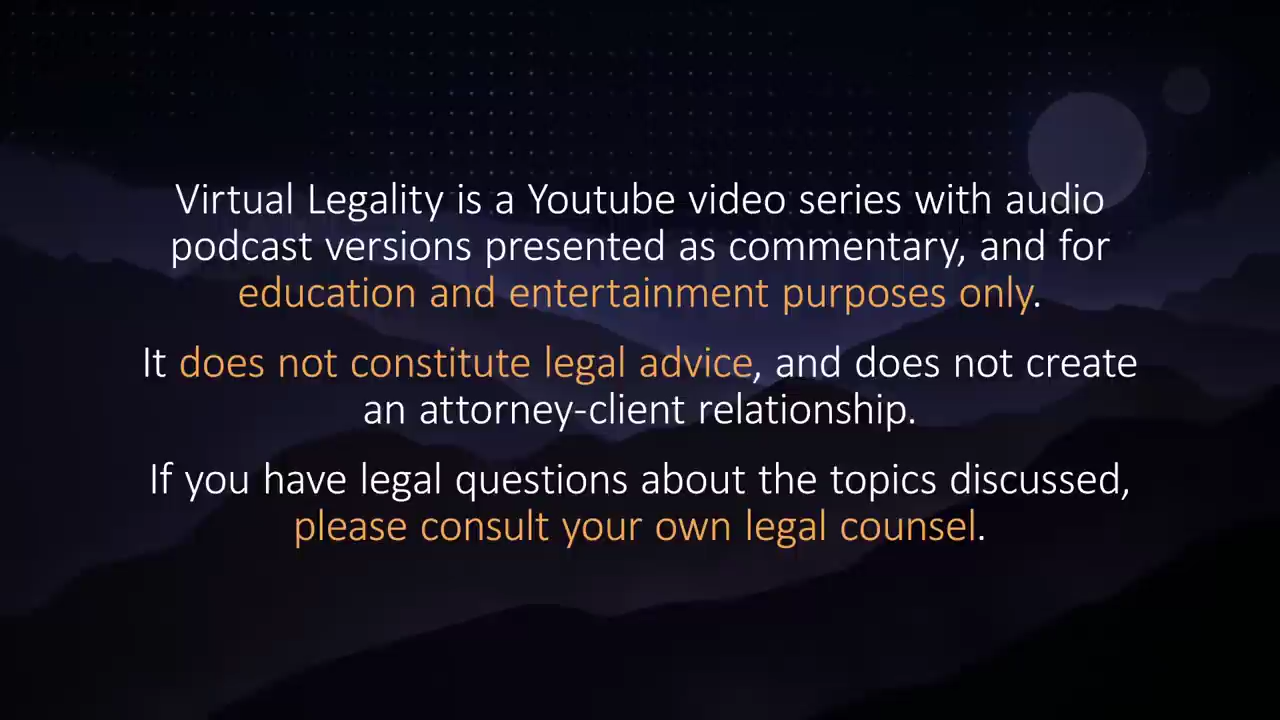 Virtual Legality is a Youtube video series with audio
podcast versions presented as commentary, and for
education and entertainment purposes only.
It does not constitute legal advice, and does not create
an attorney-client relationship.
If you have legal questions about the topics discussed,
please consult your own legal counsel.